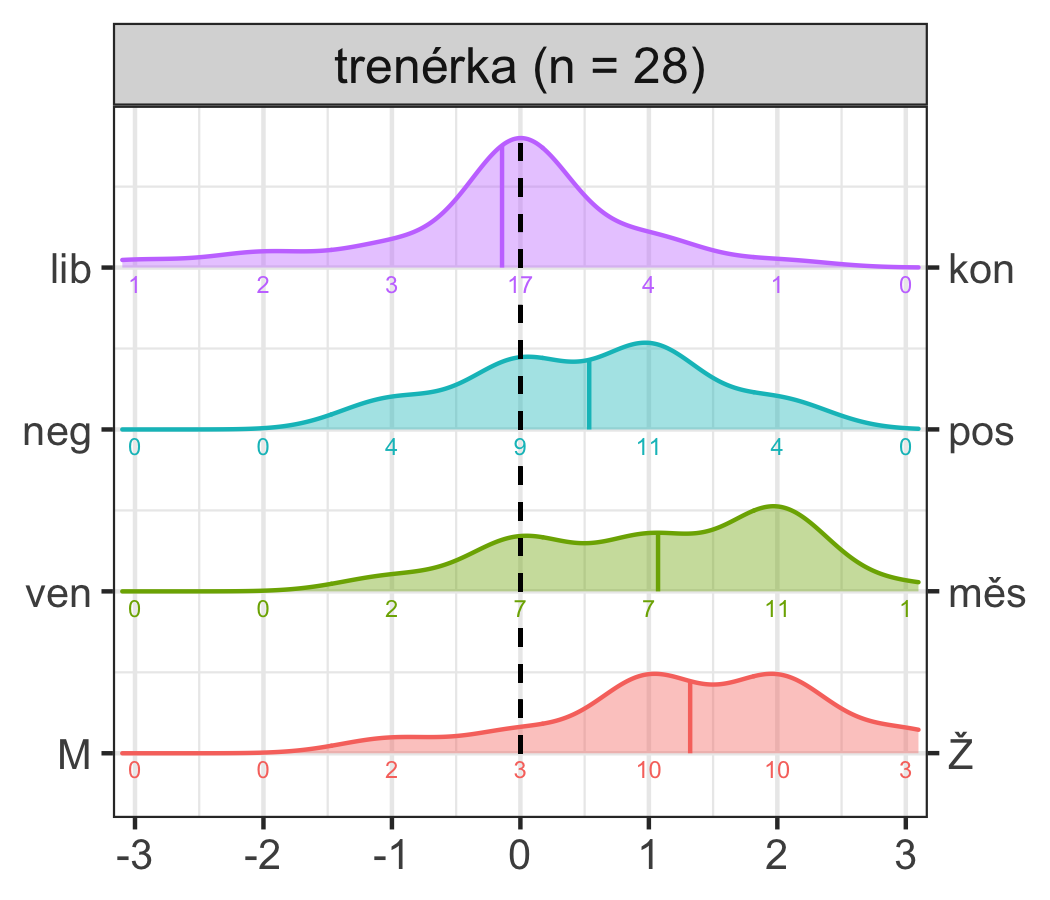 trenérka (n = 28)
lib kon
1 2 3 17 4 1 0
neg pos
0 0 4 9 11 4 0
ven měs
0 0 2 7 7 11 1
M Ž
0 0 2 3 10 10 3
-3 -2 -1 0 1 2 3